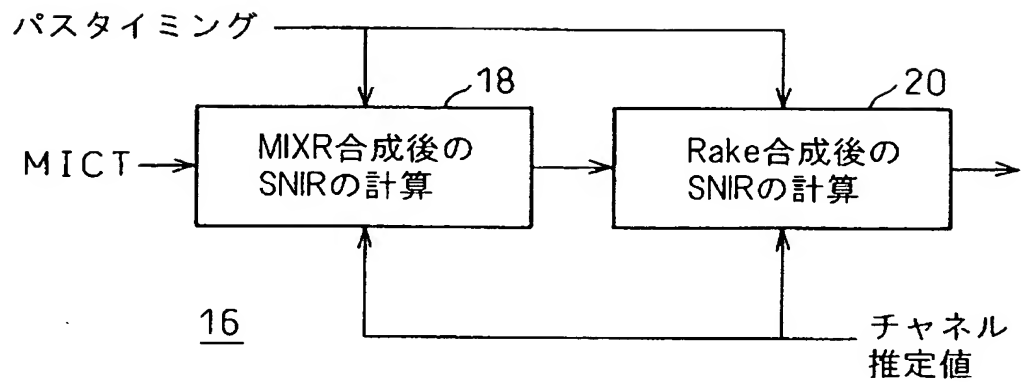 パスタイミング
18
20
MICT
MIXR合成後の
SNIRの計算
Rake合成後の
SNIRの計算
16
チャネル
推定値